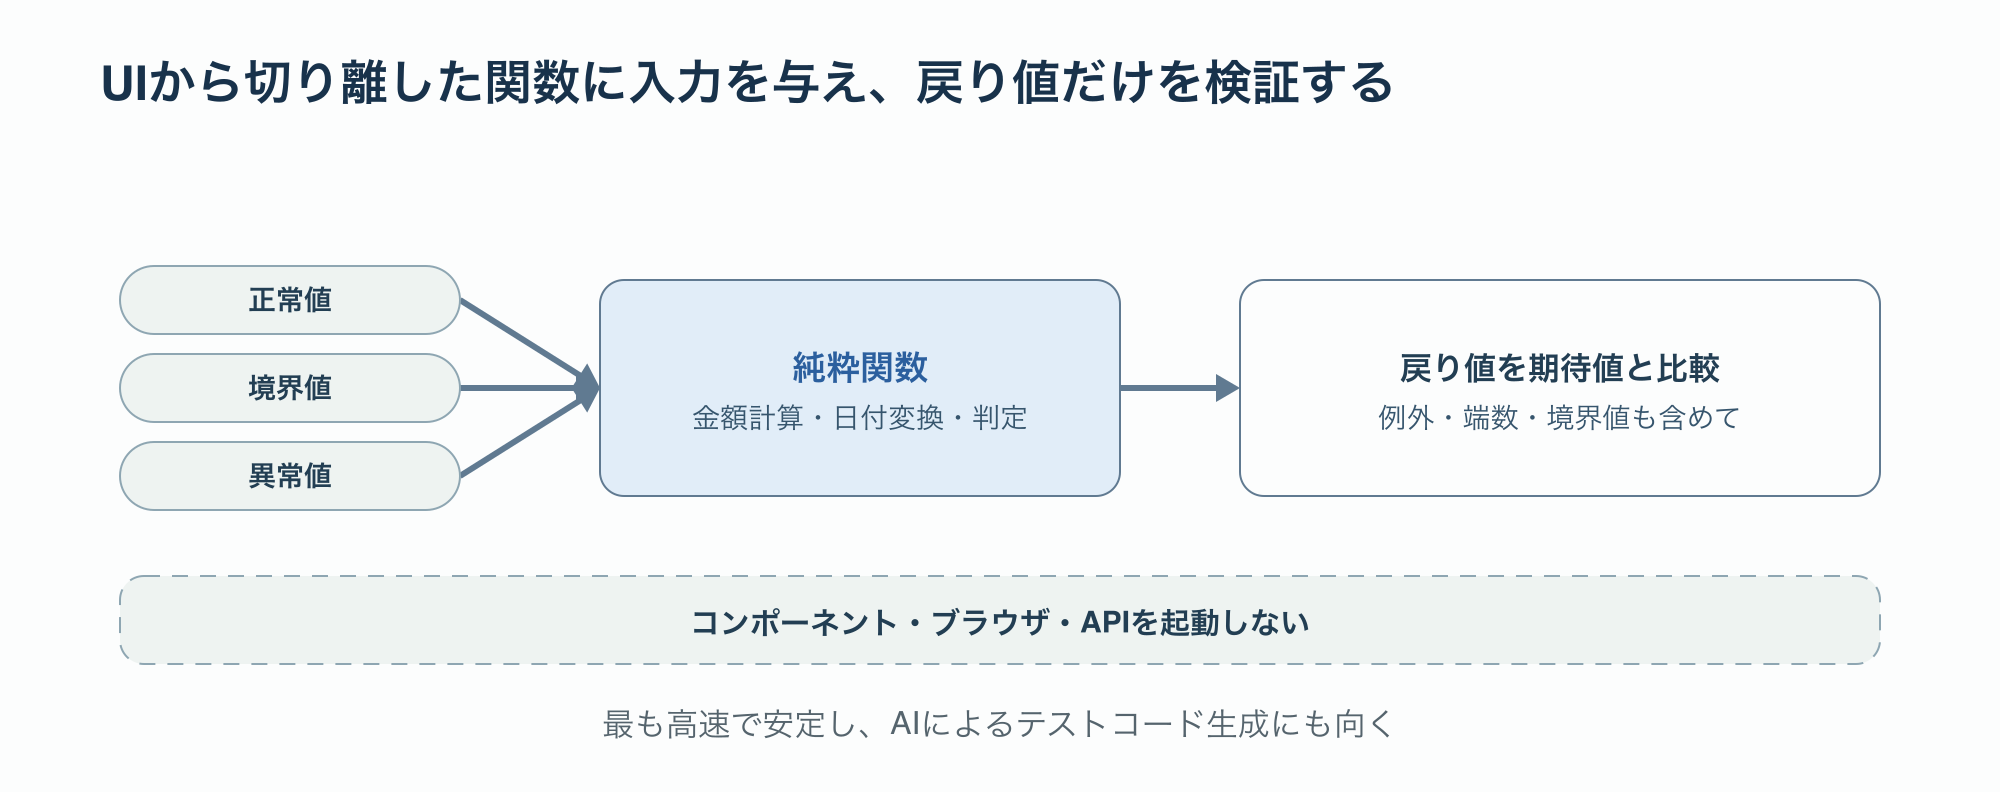 UIから切り離した関数に入力を与え、戻り値だけを検証する
正常値
境界値
異常値
純粋関数
金額計算・日付変換・判定
戻り値を期待値と比較
例外・端数・境界値も含めて
コンポーネント・ブラウザ・APIを起動しない
最も高速で安定し、AIによるテストコード生成にも向く